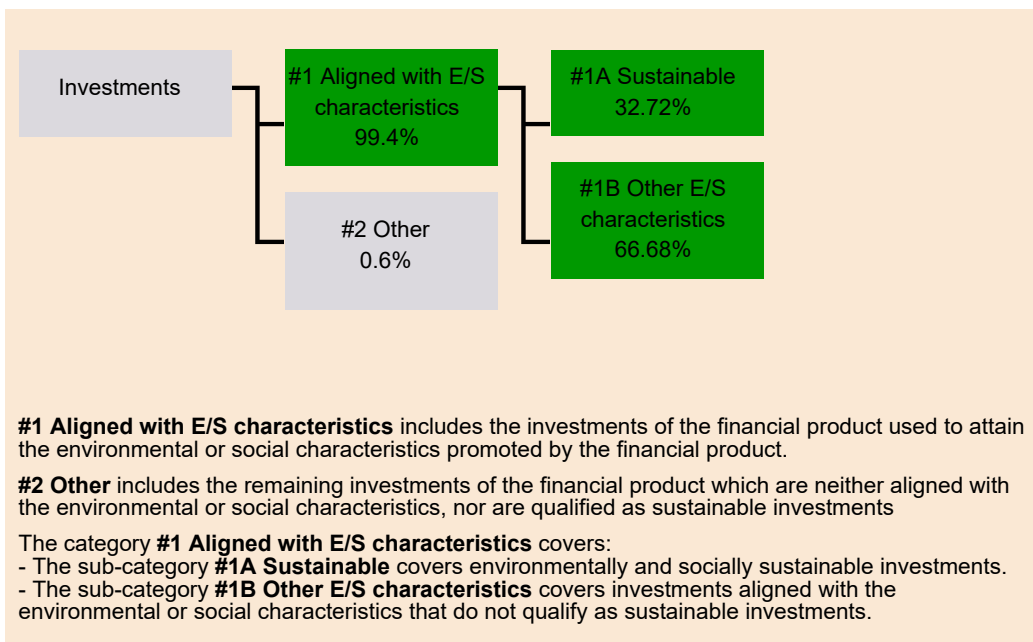 Investments
#1 Aligned with E/S
characteristics
99.4%
#2 Other
0.6%
#1A Sustainable
32.72%
#1B Other E/S
characteristics
66.68%
#1 Aligned with E/S characteristics includes the investments of the financial product used to attain
the environmental or social characteristics promoted by the financial product.
#2 Other includes the remaining investments of the financial product which are neither aligned with
the environmental or social characteristics, nor are qualified as sustainable investments
The category #1 Aligned with E/S characteristics covers:
- The sub-category #1A Sustainable covers environmentally and socially sustainable investments.
- The sub-category #1B Other E/S characteristics covers investments aligned with the
environmental or social characteristics that do not qualify as sustainable investments.